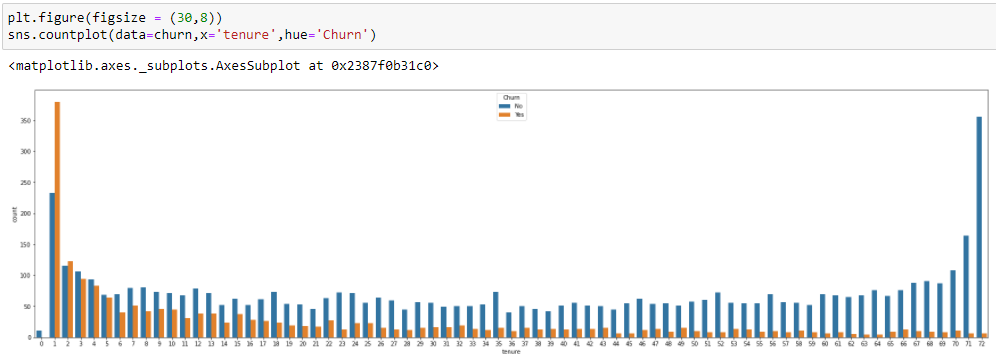 plt.figure(figsize = (30,8))
sns.countplot(data=churn,x='tenure',hue='Churn')
<matplotlib.axes._subplots.AxesSubplot at 0x2387f0b31c0>
Churn
No
Yes
350
300
250
200
150
100
50
0
count
0 1 2 3 4 5 6 7 8 9 10 11 12 13 14 15 16 17 18 19 20 21 22 23 24 25 26 27 28 29 30 31 32 33 34 35 36 37 38 39 40 41 42 43 44 45 46 47 48 49 50 51 52 53 54 55 56 57 58 59 60 61 62 63 64 65 66 67 68 69 70 71 72
tenure